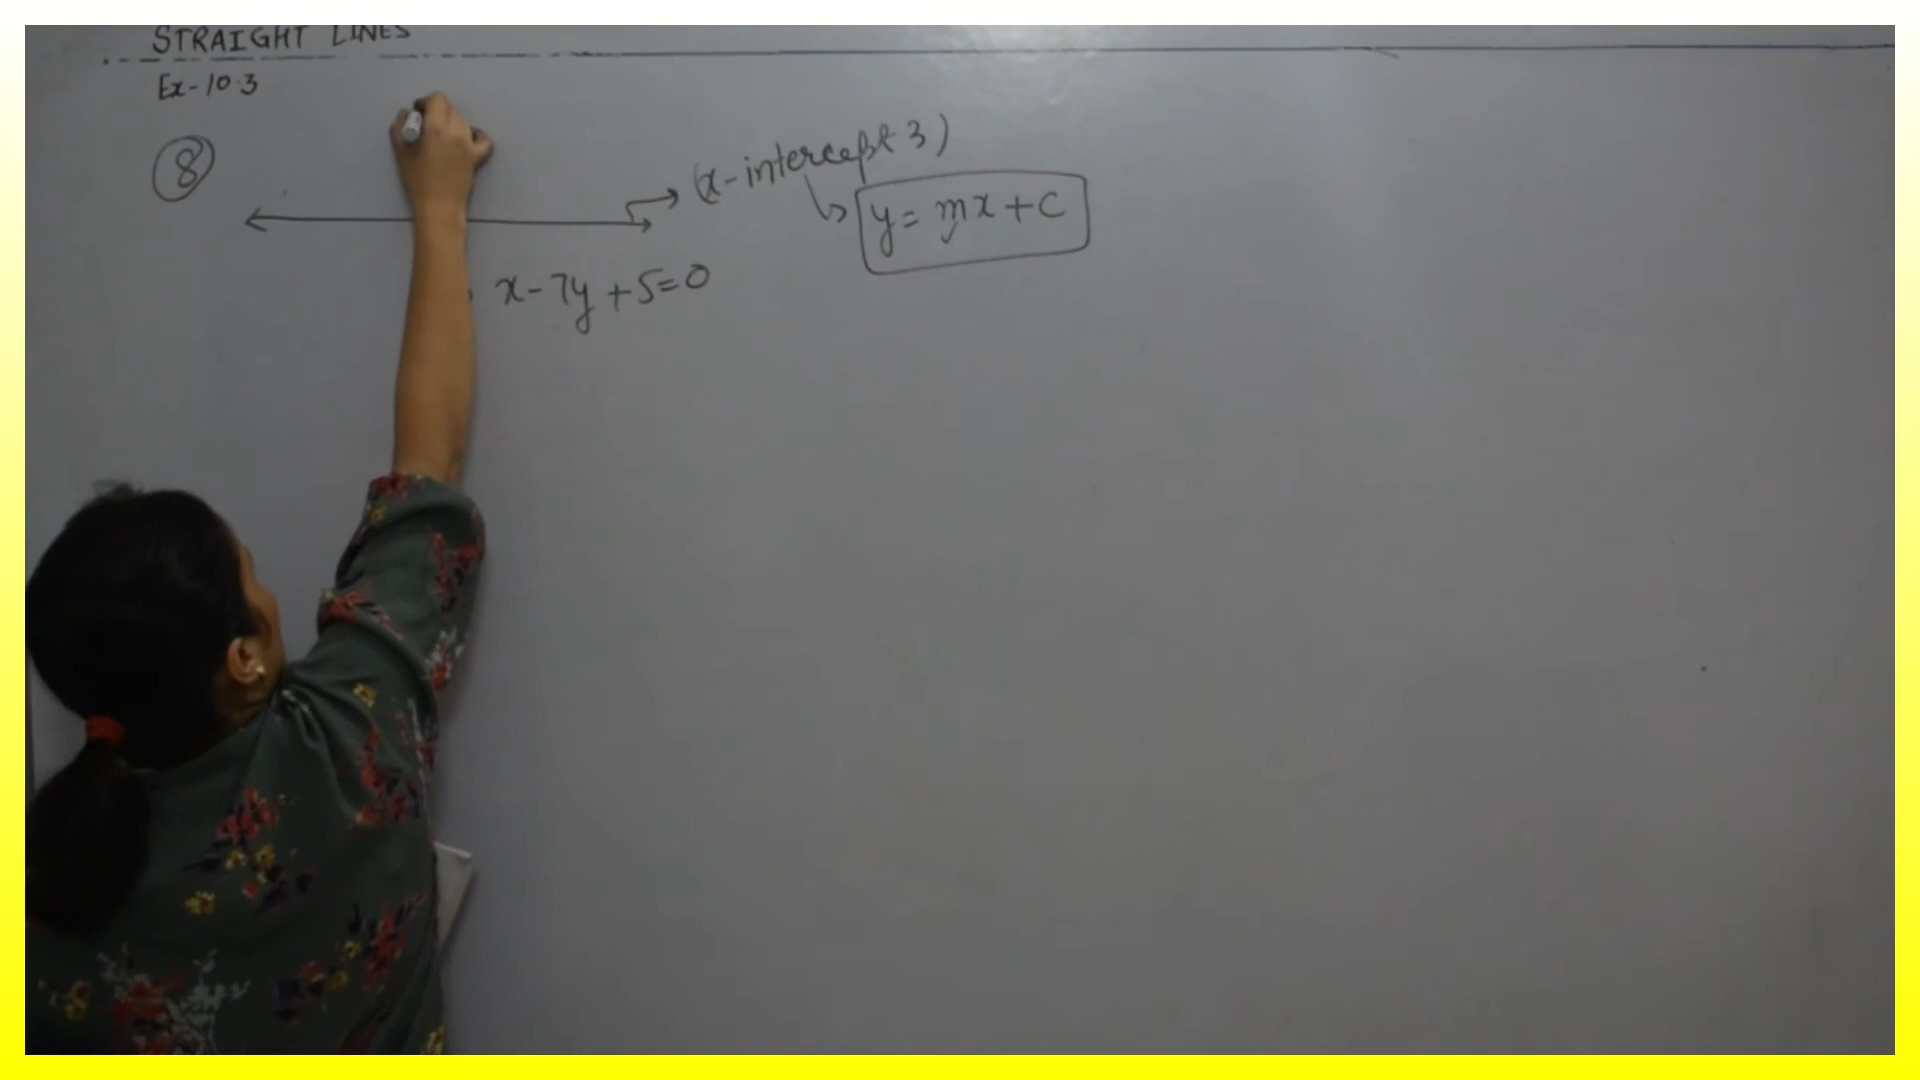 STRAIGHT LINES
Ex-10.3
8
(x-intercept 3)
y = mx + c
x - 7y + 5 = 0